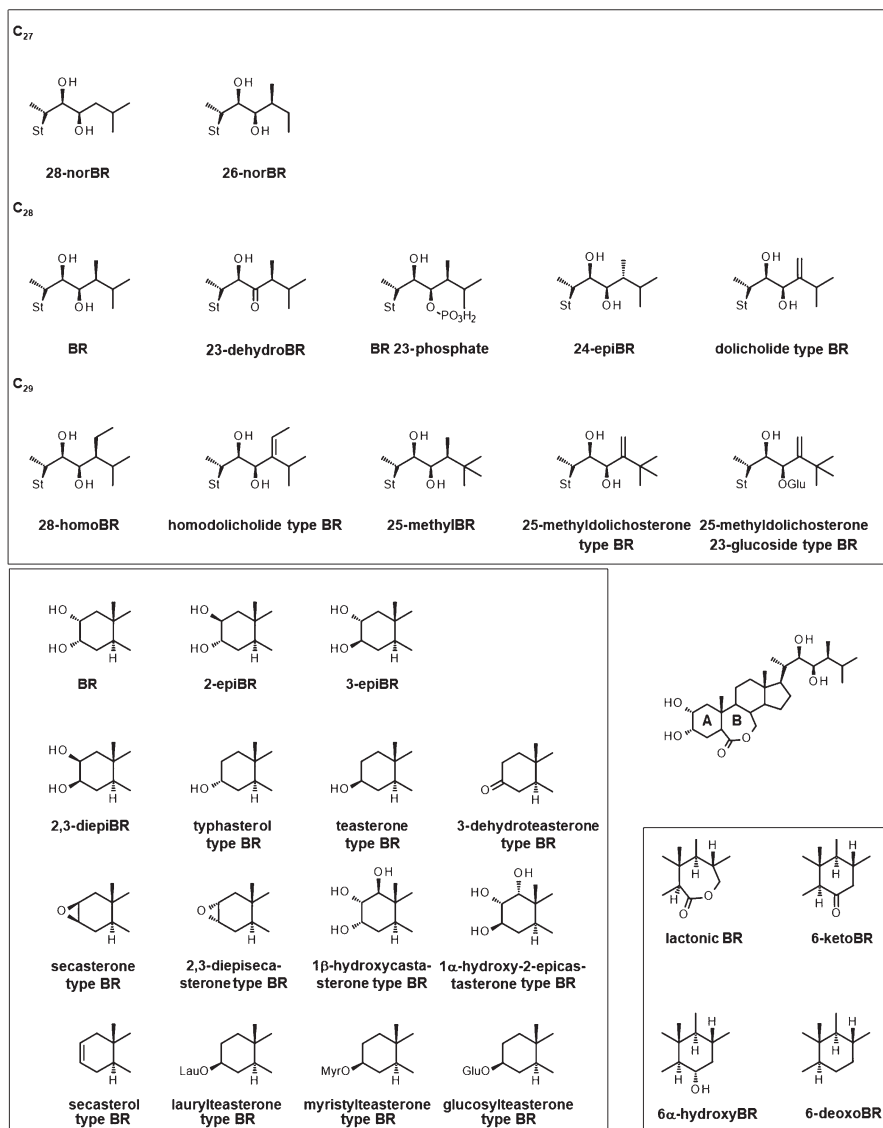 C27
OH
OH
St
28-norBR
OH
OH
St
26-norBR
C28
OH
OH
St
BR
OH
O
St
23-dehydroBR
OH
O
PO3H2
St
BR 23-phosphate
OH
OH
St
24-epiBR
OH
OH
St
dolicholide type BR
C29
OH
OH
St
28-homoBR
OH
OH
St
homodolicholide type BR
OH
OH
St
25-methylBR
OH
OH
St
25-methyldolichosterone
type BR
OH
OGlu
St
25-methyldolichosterone
23-glucoside type BR
HO
HO
H
BR
HO
HO
H
2-epiBR
HO
HO
H
3-epiBR
HO
HO
H
2,3-diepiBR
HO
H
typhasterol
type BR
HO
H
teasterone
type BR
O
H
3-dehydroteasterone
type BR
O
H
secasterone
type BR
O
H
2,3-diepiseca-
sterone type BR
OH
HO
HO
H
1β-hydroxycasta-
sterone type BR
OH
HO
HO
H
1α-hydroxy-2-epicas-
tasterone type BR
H
secasterol
type BR
LauO
H
laurylteasterone
type BR
MyrO
H
myristylteasterone
type BR
GluO
H
glucosylteasterone
type BR
OH
OH
HO
HO
A
B
O
O
H
H
H
O
O
lactonic BR
H
H
H
O
6-ketoBR
H
H
H
OH
6α-hydroxyBR
H
H
H
6-deoxoBR